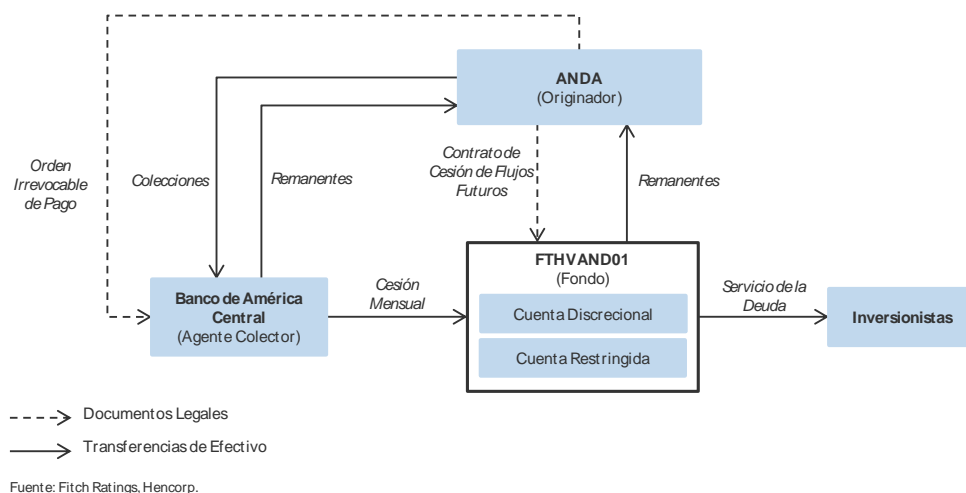 ANDA
(Originador)
Orden
Irrevocable
de Pago
Colecciones
Remanentes
Contrato de
Cesión de Flujos
Futuros
Remanentes
FTHVAND01
(Fondo)
Banco de América
Central
(Agente Colector)
Cesión
Mensual
Cuenta Discrecional
Cuenta Restringida
Servicio de la
Deuda
Inversionistas
Documentos Legales
Transferencias de Efectivo
Fuente: Fitch Ratings, Hencorp.